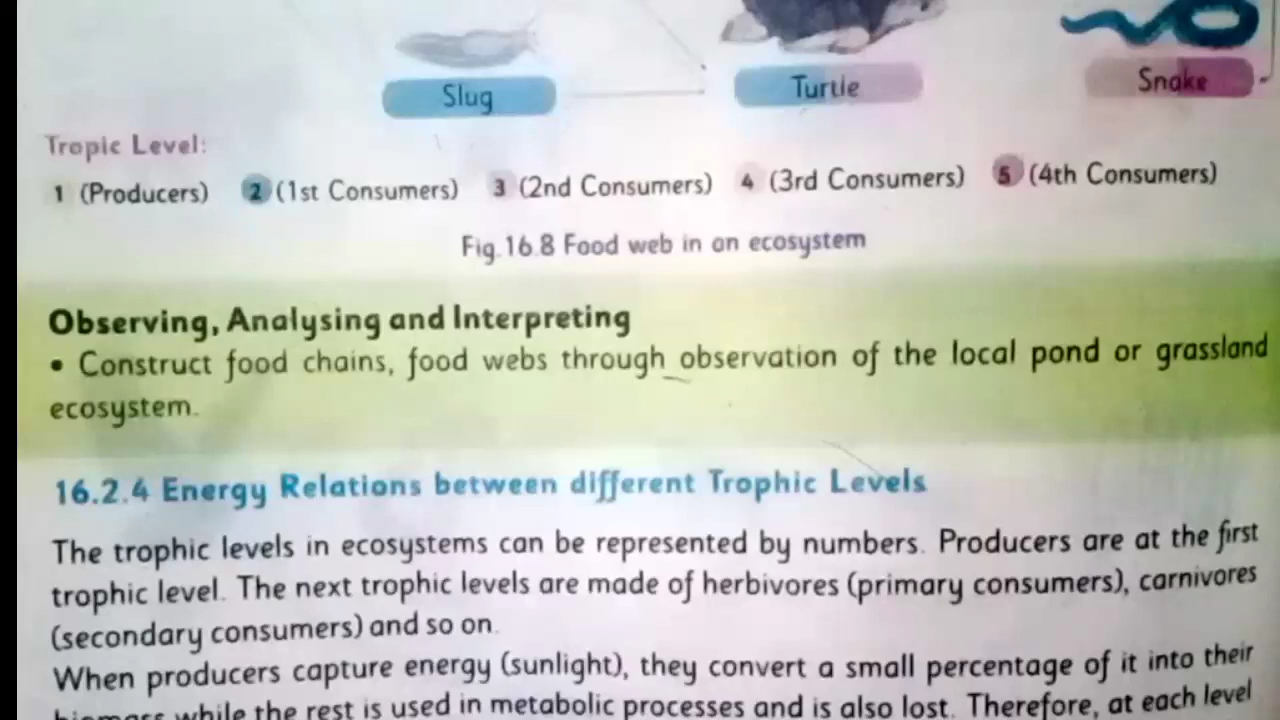 Slug
Turtle
Snake
Tropic Level:
1 (Producers) 2 (1st Consumers) 3 (2nd Consumers) 4 (3rd Consumers) 5 (4th Consumers)
Fig.16.8 Food web in an ecosystem
Observing, Analysing and Interpreting
• Construct food chains, food webs through observation of the local pond or grassland
ecosystem.
16.2.4 Energy Relations between different Trophic Levels
The trophic levels in ecosystems can be represented by numbers. Producers are at the first
trophic level. The next trophic levels are made of herbivores (primary consumers), carnivores
(secondary consumers) and so on.
When producers capture energy (sunlight), they convert a small percentage of it into their
biomass while the rest is used in metabolic processes and is also lost. Therefore, at each level